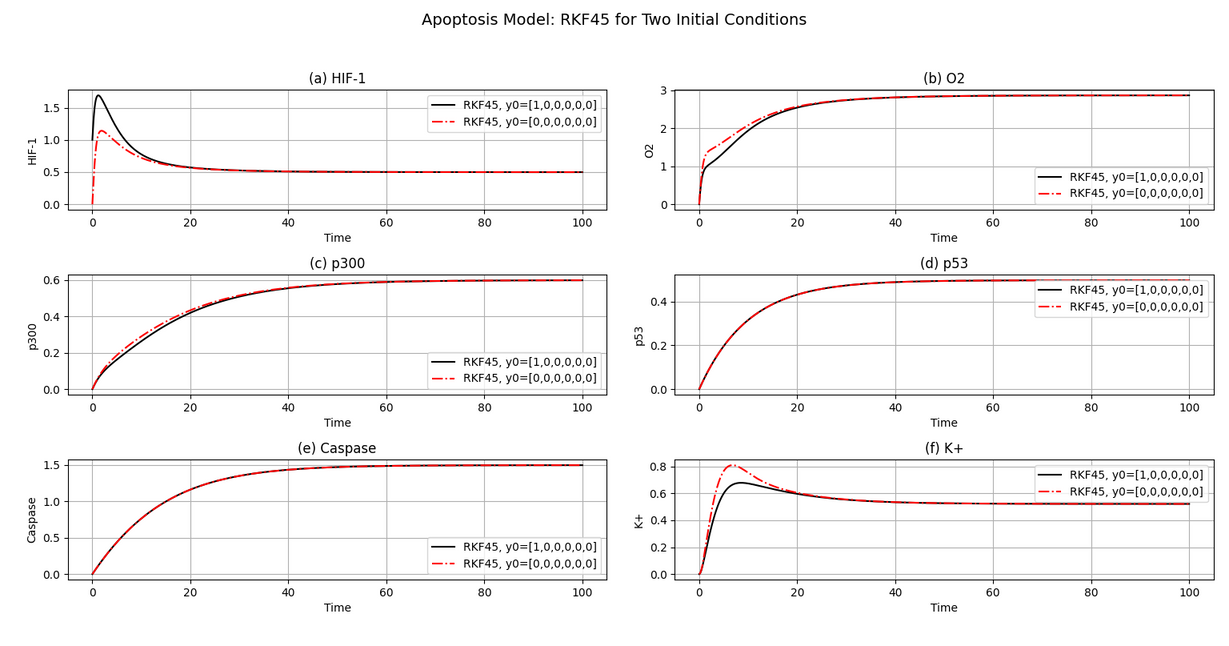 Apoptosis Model: RKF45 for Two Initial Conditions
(a) HIF-1
HIF-1
1.5
1.0
0.5
0.0
RKF45, y0=[1,0,0,0,0,0]
RKF45, y0=[0,0,0,0,0,0]
0 20 40 60 80 100
Time
(b) O2
O2
3
2
1
0
RKF45, y0=[1,0,0,0,0,0]
RKF45, y0=[0,0,0,0,0,0]
0 20 40 60 80 100
Time
(c) p300
p300
0.6
0.4
0.2
0.0
RKF45, y0=[1,0,0,0,0,0]
RKF45, y0=[0,0,0,0,0,0]
0 20 40 60 80 100
Time
(d) p53
p53
0.4
0.2
0.0
RKF45, y0=[1,0,0,0,0,0]
RKF45, y0=[0,0,0,0,0,0]
0 20 40 60 80 100
Time
(e) Caspase
Caspase
1.5
1.0
0.5
0.0
RKF45, y0=[1,0,0,0,0,0]
RKF45, y0=[0,0,0,0,0,0]
0 20 40 60 80 100
Time
(f) K+
K+
0.8
0.6
0.4
0.2
0.0
RKF45, y0=[1,0,0,0,0,0]
RKF45, y0=[0,0,0,0,0,0]
0 20 40 60 80 100
Time